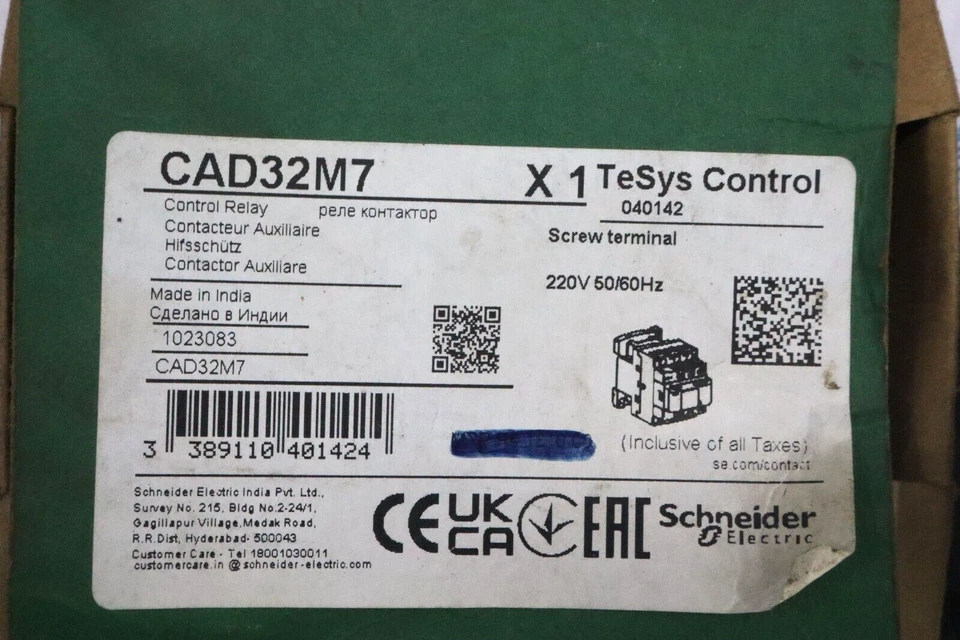 CAD32M7
X 1
TeSys Control
040142
Control Relay реле контактор
Contacteur Auxiliaire
Hifsschütz
Contactor Auxiliare
Screw terminal
220V 50/60Hz
Made in India
Сделано в Индии
1023083
CAD32M7
3 389110 401424
(Inclusive of all Taxes)
se.com/contact
Schneider Electric India Pvt. Ltd.,
Survey No. 215, Bldg No.2-24/1,
Gagillapur Village,Medak Road,
R.R.Dist, Hyderabad- 500043
Customer Care - Tel 18001030011
customercare.in @schneider-electric.com
CE UK CA EAC
Schneider
Electric